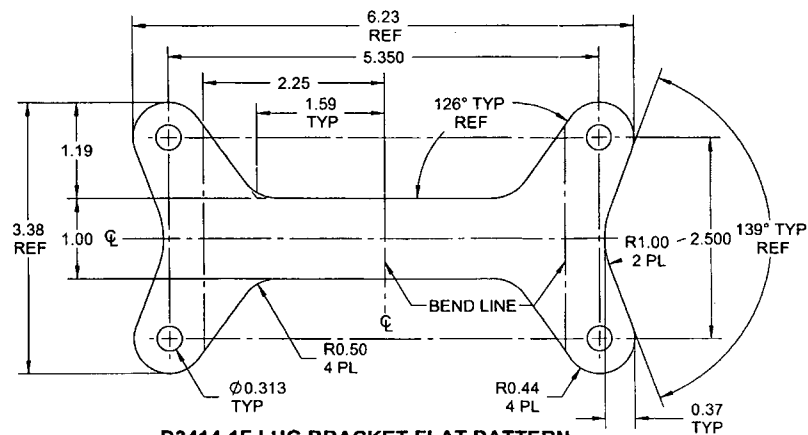 6.23
REF
5.350
2.25
1.59
TYP
126° TYP
REF
1.19
3.38
REF
1.00
CL
R1.00
2 PL
2.500
139° TYP
REF
BEND LINE
CL
R0.50
4 PL
Ø0.313
TYP
R0.44
4 PL
0.37
TYP